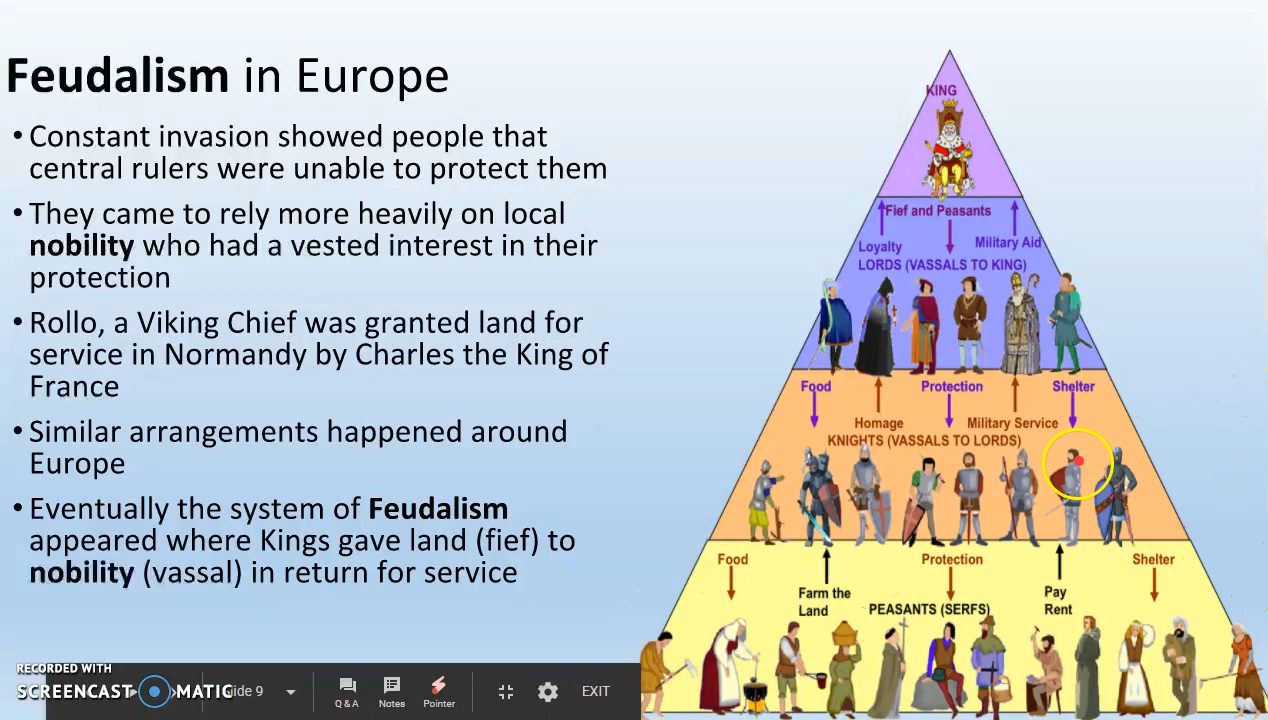 Feudalism in Europe
• Constant invasion showed people that
central rulers were unable to protect them
• They came to rely more heavily on local
nobility who had a vested interest in their
protection
• Rollo, a Viking Chief was granted land for
service in Normandy by Charles the King of
France
• Similar arrangements happened around
Europe
• Eventually the system of Feudalism
appeared where Kings gave land (fief) to
nobility (vassal) in return for service
KING
Fief and Peasants
Loyalty
Military Aid
LORDS (VASSALS TO KING)
Food
Protection
Shelter
Homage
Military Service
KNIGHTS (VASSALS TO LORDS)
Food
Protection
Shelter
Farm the
Land
Pay
Rent
PEASANTS (SERFS)
RECORDED WITH
SCREENCAST MATIC
lide 9
Q & A
Notes
Pointer
EXIT